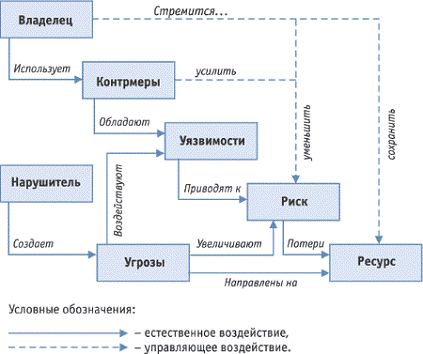 Владелец
Стремится...
Использует
Контрмеры
усилить
Обладают
Уязвимости
уменьшить
сохранить
Воздействуют
Нарушитель
Приводят к
Риск
Создает
Угрозы
Увеличивают
Потери
Ресурс
Направлены на
Условные обозначения:
– естественное воздействие,
– управляющее воздействие.